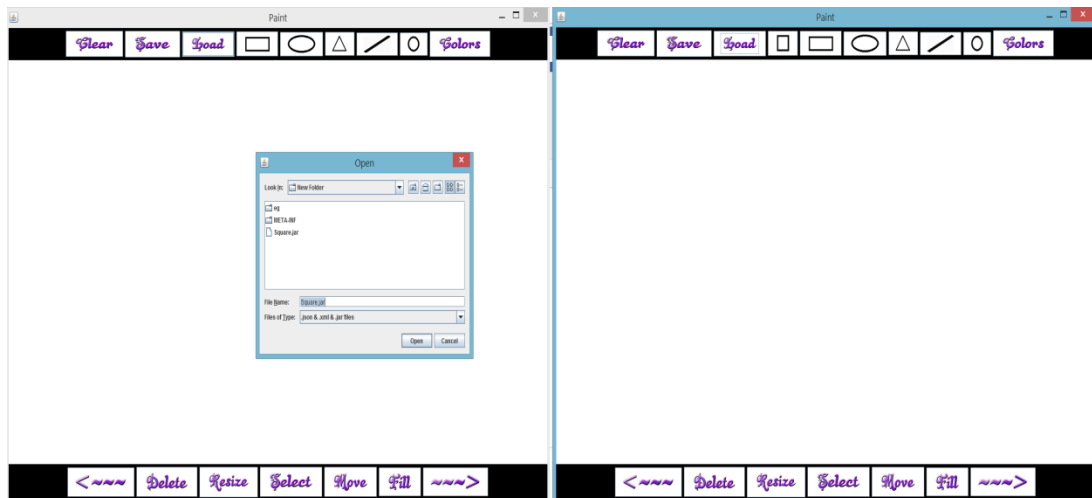 Paint
Clear Save Load Colors
Open
Look In: New Folder
eg
META-INF
Square.jar
File Name: Square.jar
Files of Type: .json & .xml & .jar files
Open Cancel
<~~~ Delete Resize Select Move Fill ~~~>
Paint
Clear Save Load Colors
<~~~ Delete Resize Select Move Fill ~~~>